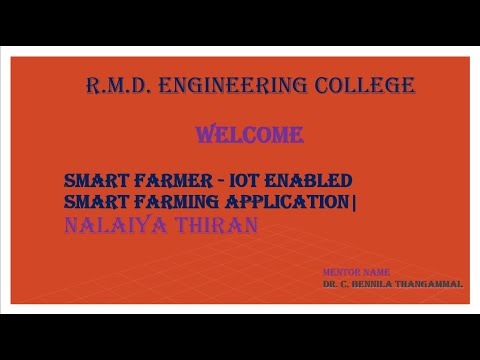 R.M.D. ENGINEERING COLLEGE
WELCOME
SMART FARMER - IOT ENABLED
SMART FARMING APPLICATION|
NALAIYA THIRAN
MENTOR NAME
DR. C. BENNILA THANGAMMAL